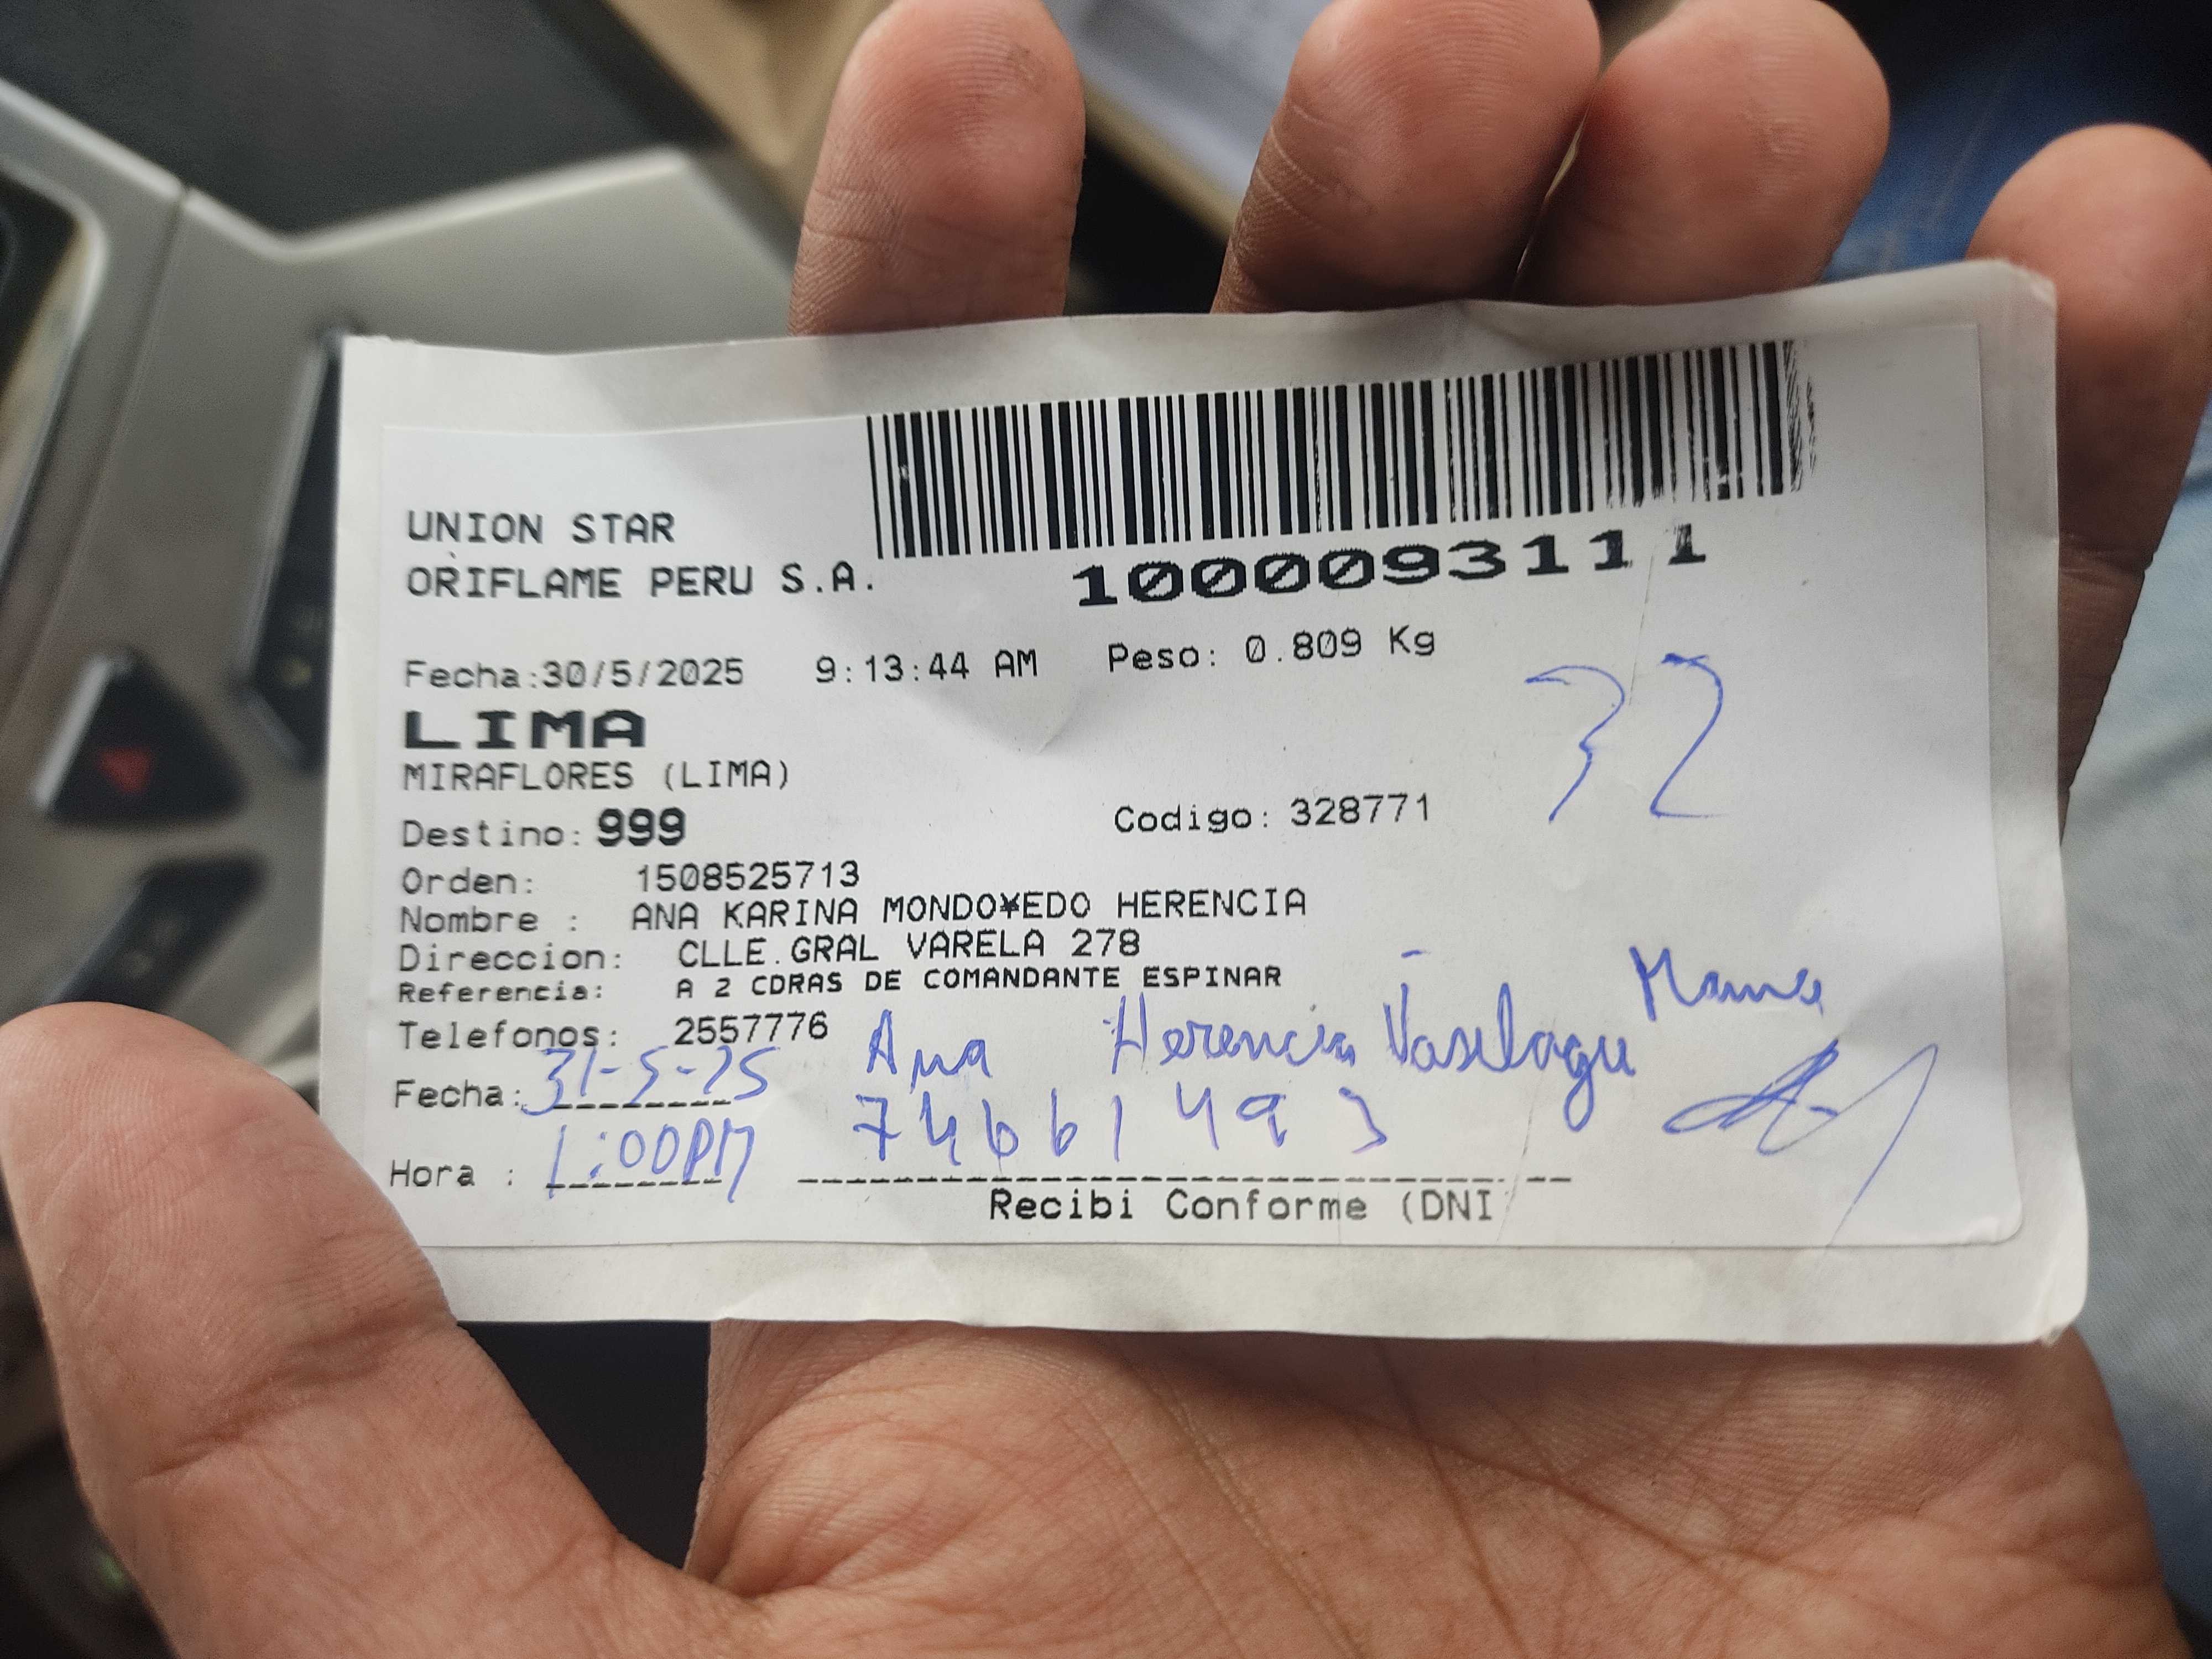 UNION STAR
ORIFLAME PERU S.A.
1000093111
Fecha:30/5/2025 9:13:44 AM Peso: 0.809 Kg
32
LIMA
MIRAFLORES (LIMA)
Destino: 999 Codigo: 328771
Orden: 1508525713
Nombre : ANA KARINA MONDO¥EDO HERENCIA
Direccion: CLLE.GRAL VARELA 278
Referencia: A 2 CDRAS DE COMANDANTE ESPINAR
Telefonos: 2557776
Ana Herencia
Fecha: 31-5-25
74661493
Hora : 1:00PM
Recibi Conforme (DNI